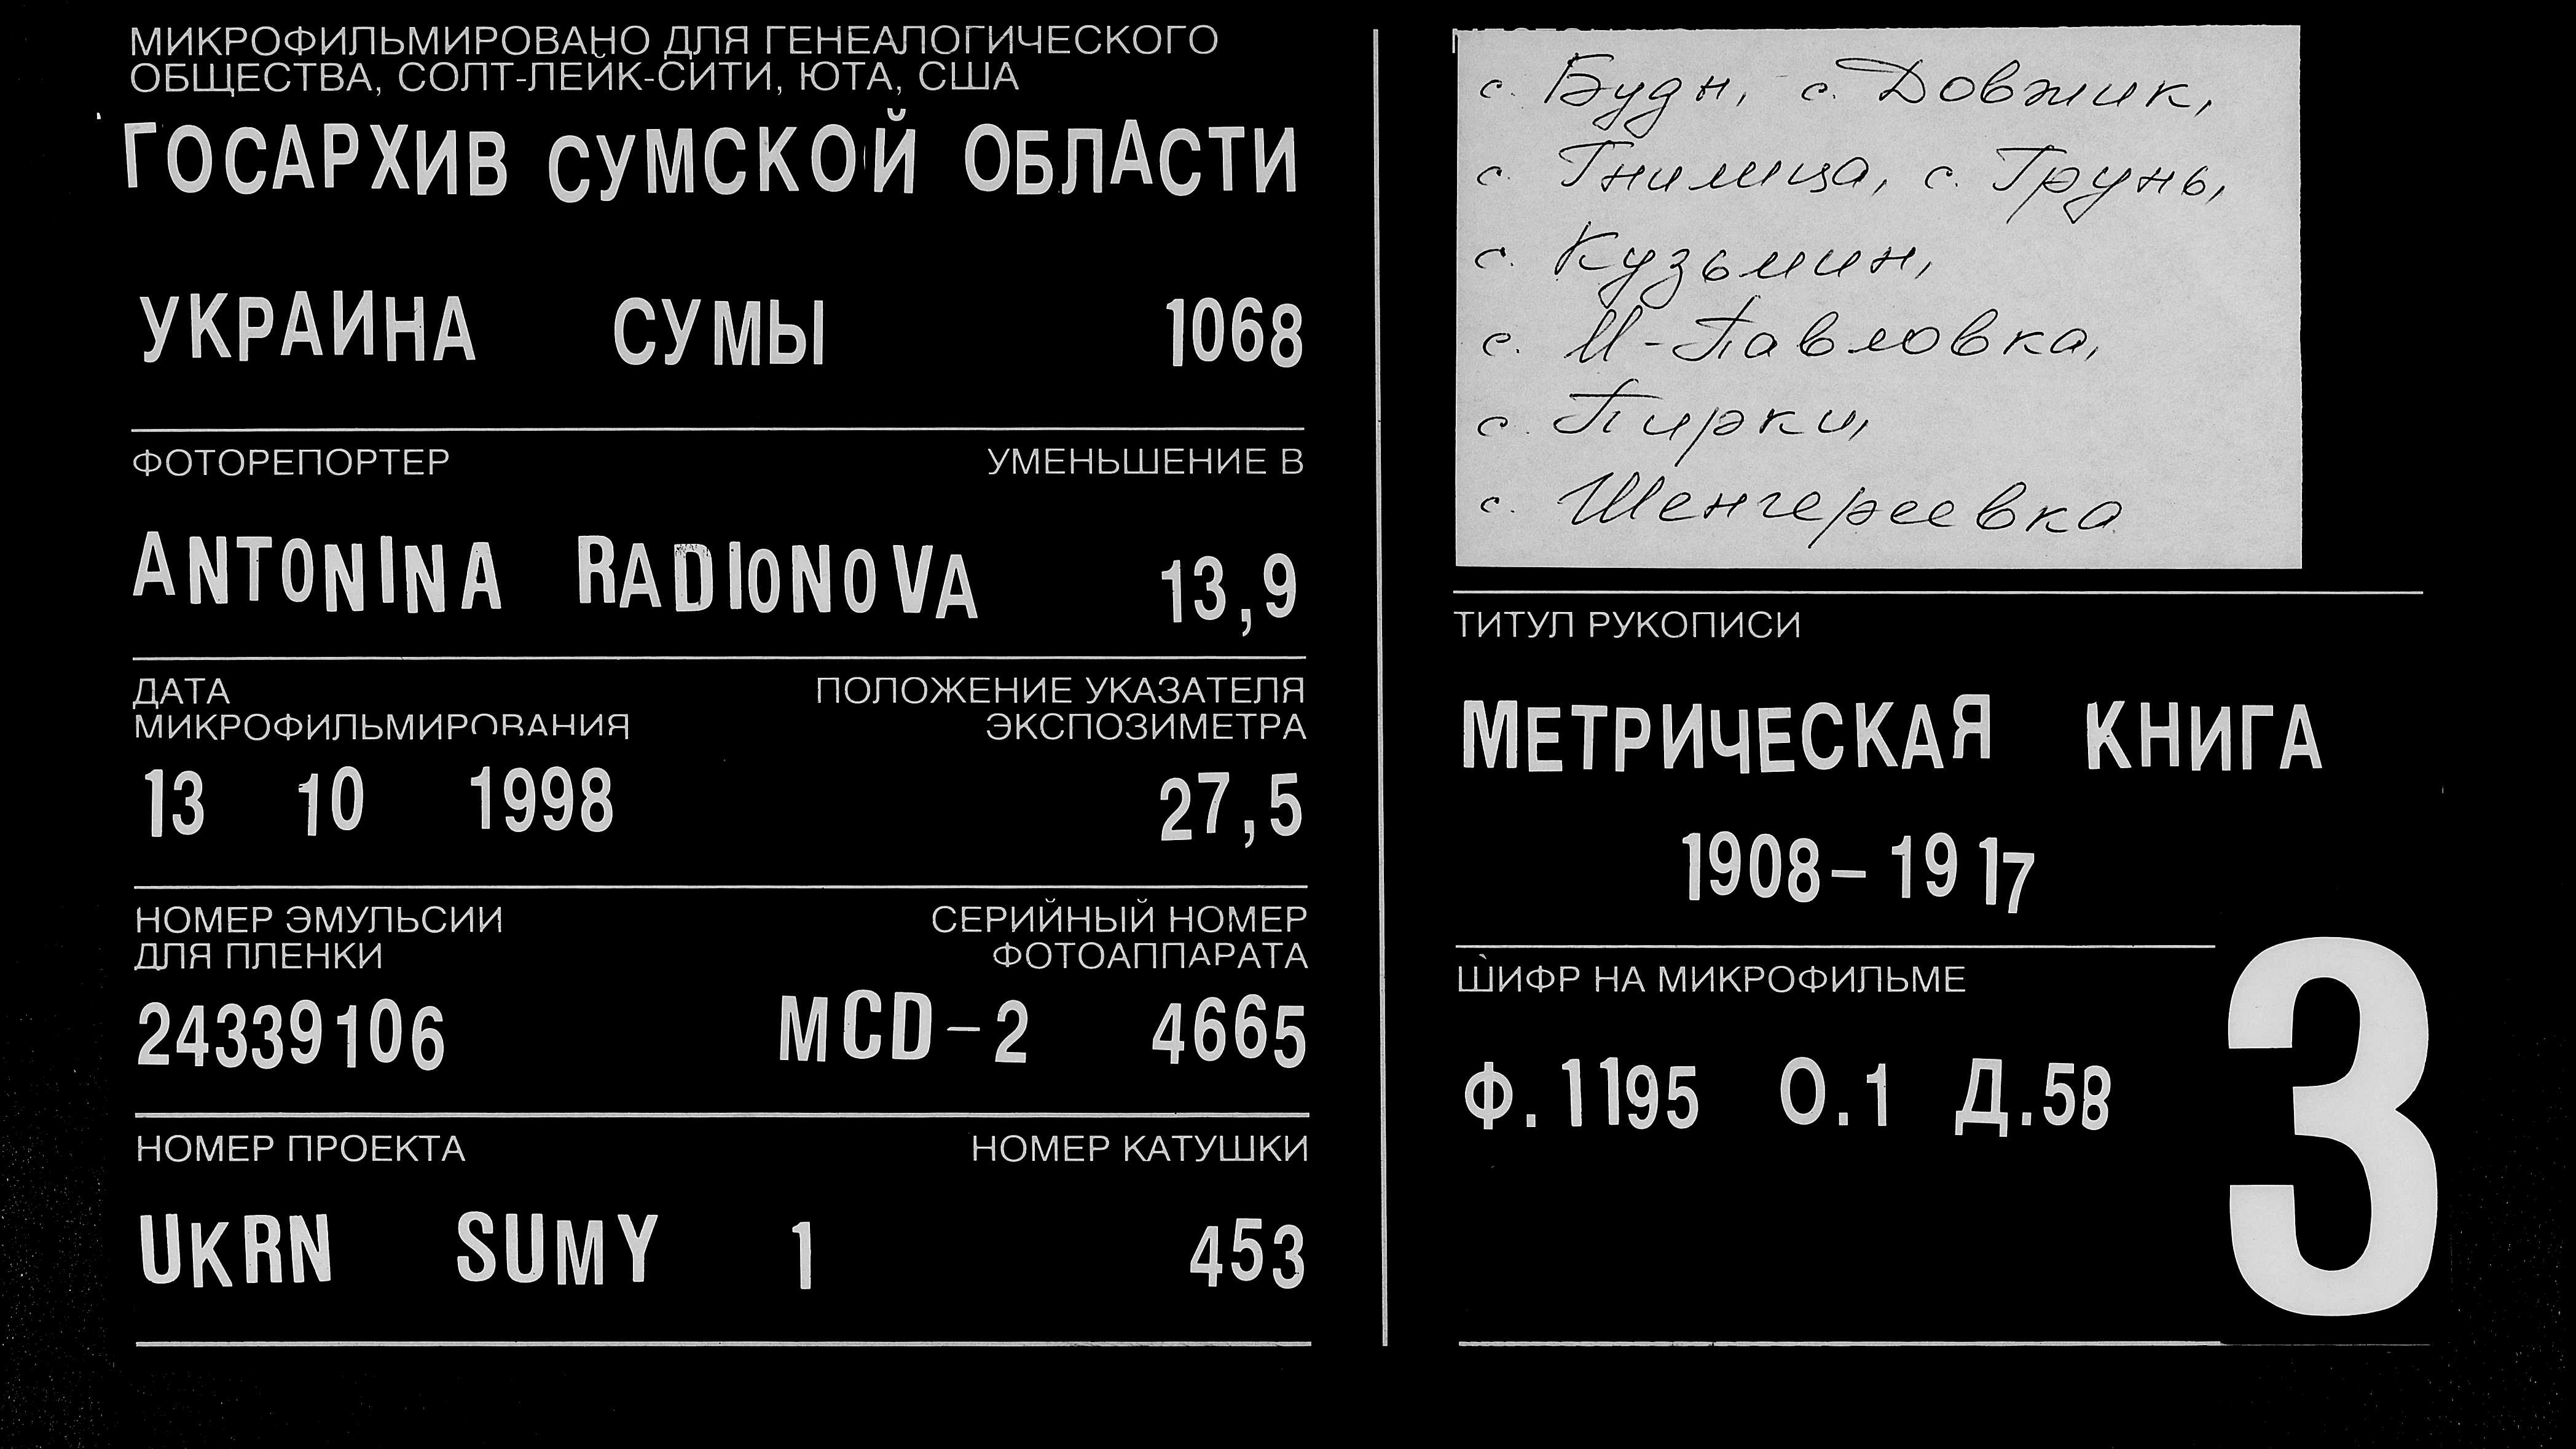 МИКРОФИЛЬМИРОВАНО ДЛЯ ГЕНЕАЛОГИЧЕСКОГО
ОБЩЕСТВА, СОЛТ-ЛЕЙК-СИТИ, ЮТА, США
ГОСАРХИВ СУМСКОЙ ОБЛАСТИ
УКРАИНА СУМЫ 1068
ФОТОРЕПОРТЕР УМЕНЬШЕНИЕ В
ANTONINA RADIONOVA 13,9
ДАТА ПОЛОЖЕНИЕ УКАЗАТЕЛЯ
МИКРОФИЛЬМИРОВАНИЯ ЭКСПОЗИМЕТРА
13 10 1998 27,5
НОМЕР ЭМУЛЬСИИ СЕРИЙНЫЙ НОМЕР
ДЛЯ ПЛЕНКИ ФОТОАППАРАТА
24339106 MCD-2 4665
НОМЕР ПРОЕКТА НОМЕР КАТУШКИ
UKRN SUMY 1 453
с. Будн, с. Довжик,
с. Гнилица, с. Грунь,
с. Кузьмин,
с. М-Павловка,
с. Пирки,
с. Шенгереевка
ТИТУЛ РУКОПИСИ
МЕТРИЧЕСКАЯ КНИГА
1908-1917
ШИФР НА МИКРОФИЛЬМЕ
Ф.1195 О.1 Д.58
3